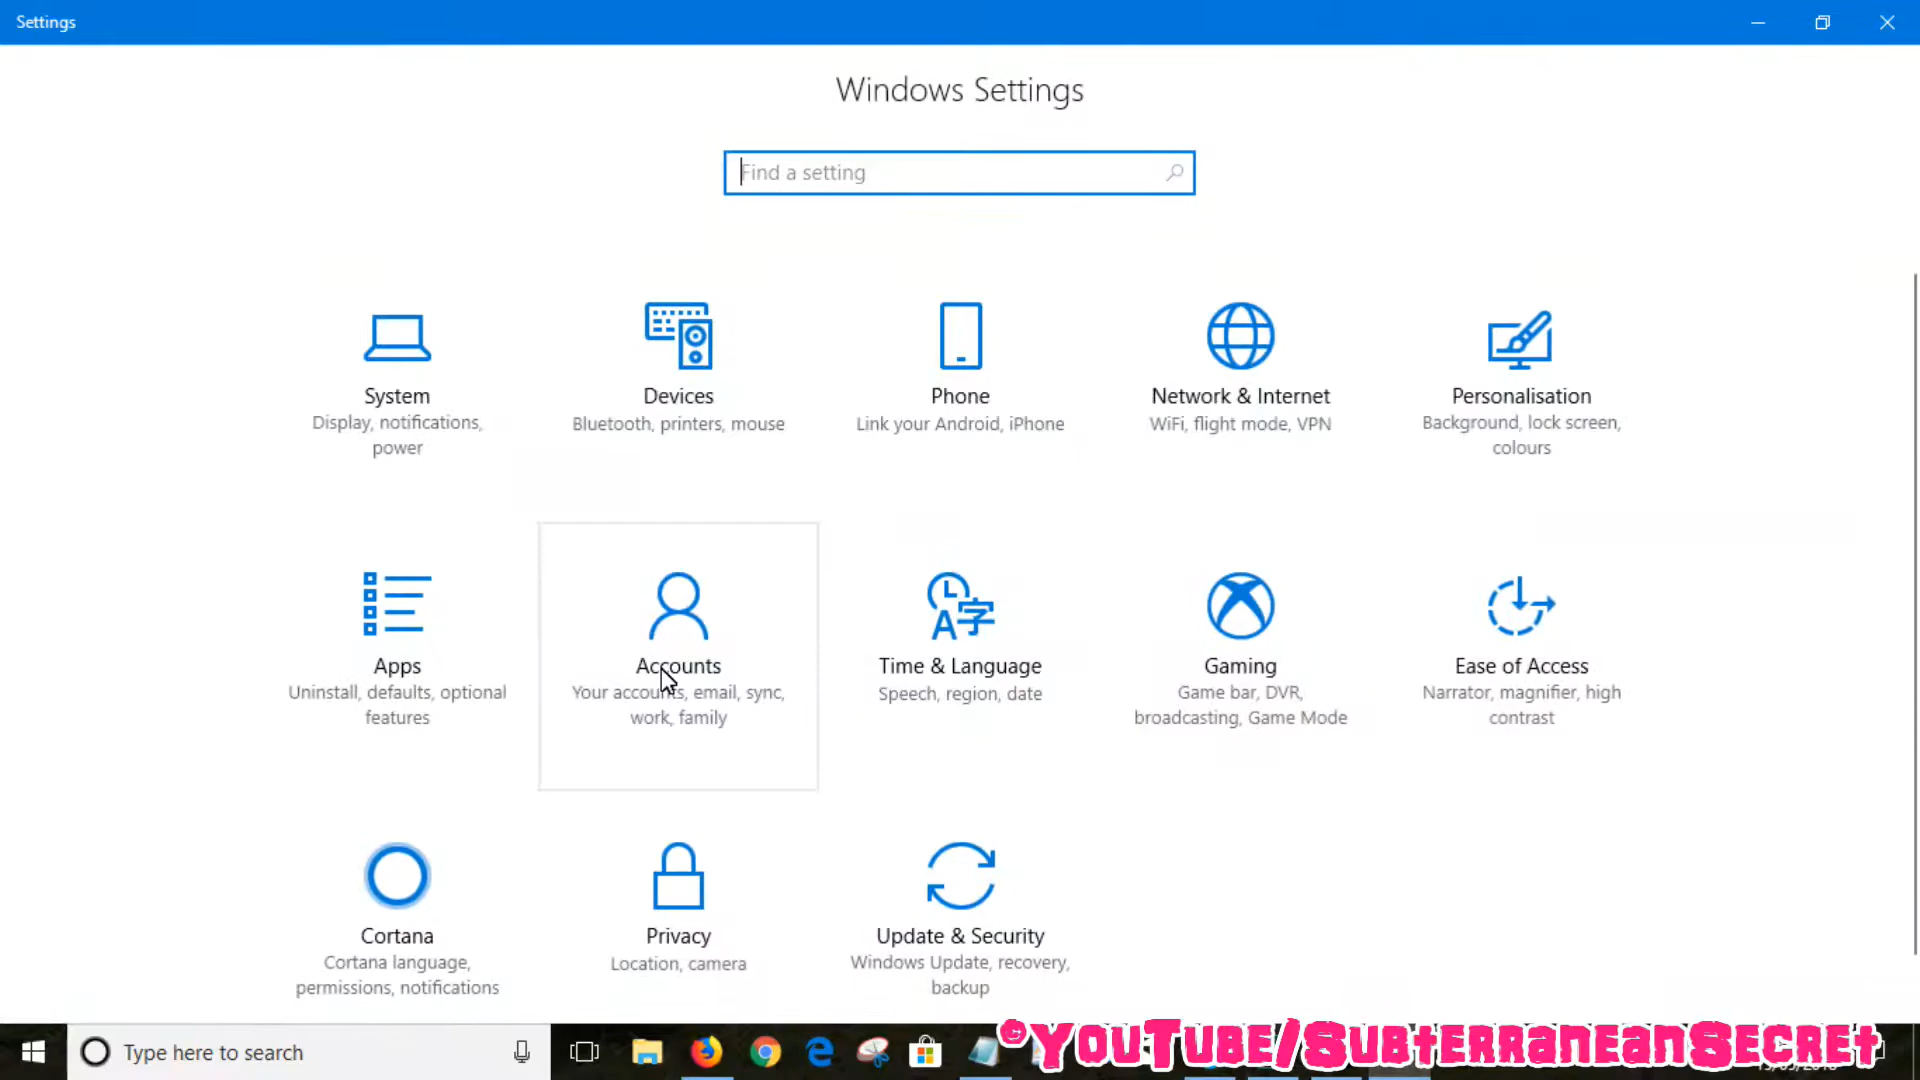 Settings
Windows Settings
Find a setting
System
Display, notifications,
power
Devices
Bluetooth, printers, mouse
Phone
Link your Android, iPhone
Network & Internet
WiFi, flight mode, VPN
Personalisation
Background, lock screen,
colours
Apps
Uninstall, defaults, optional
features
Accounts
Your accounts, email, sync,
work, family
Time & Language
Speech, region, date
Gaming
Game bar, DVR,
broadcasting, Game Mode
Ease of Access
Narrator, magnifier, high
contrast
Cortana
Cortana language,
permissions, notifications
Privacy
Location, camera
Update & Security
Windows Update, recovery,
backup
Type here to search
©YouTube/SubterraneanSecret